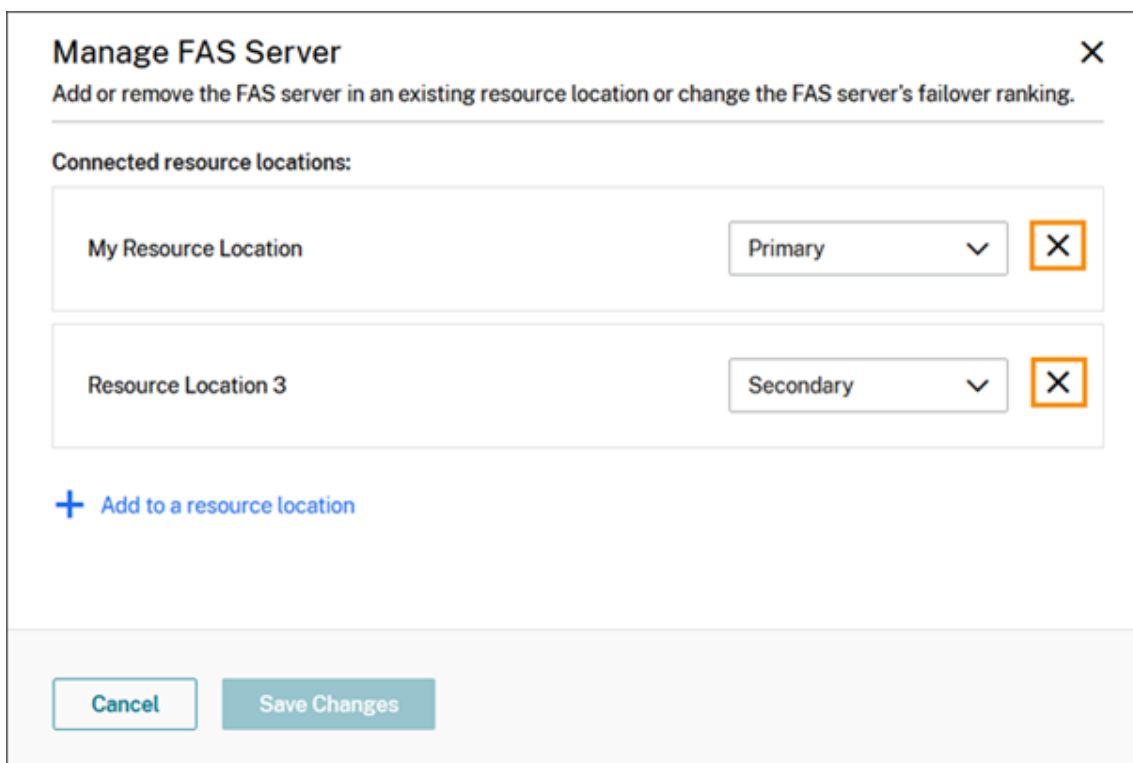 Manage FAS Server
Add or remove the FAS server in an existing resource location or change the FAS server's failover ranking.
Connected resource locations:
My Resource Location
Primary
Resource Location 3
Secondary
Add to a resource location
Cancel
Save Changes